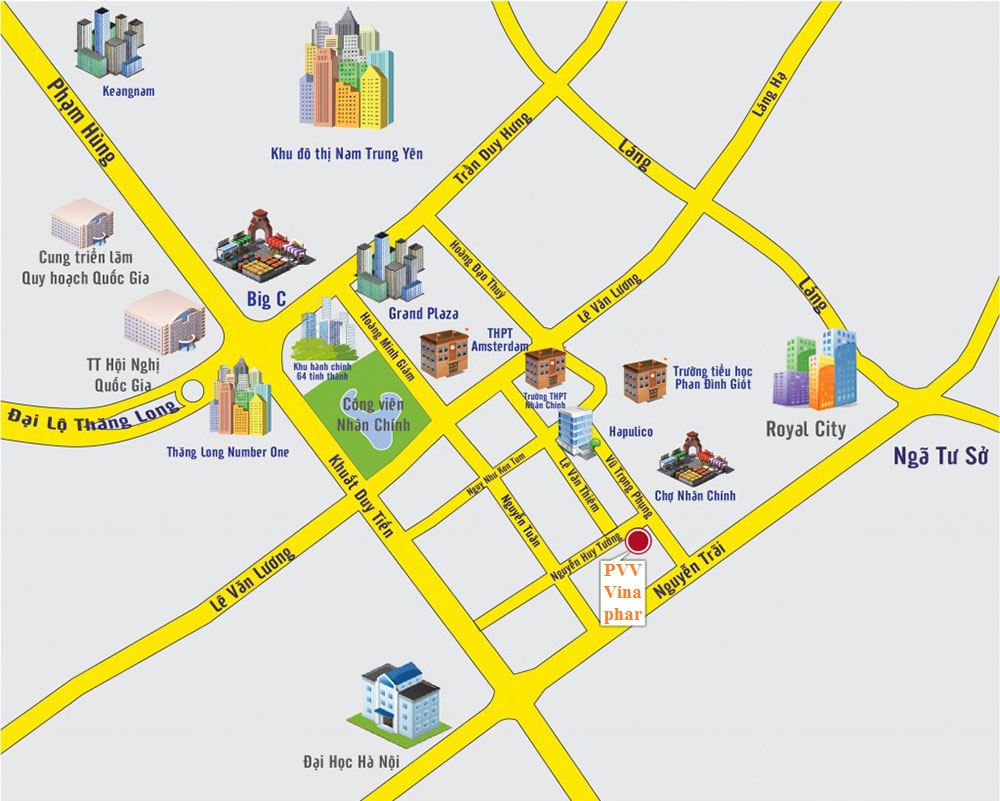 Keangnam
Phạm Hùng
Khu đô thị Nam Trung Yên
Trần Duy Hưng
Láng
Láng Hạ
Cung triển lãm
Quy hoạch Quốc Gia
Big C
Hoàng Đạo Thuý
Lê Văn Lương
Láng
TT Hội Nghị
Quốc Gia
Grand Plaza
Hoàng Minh Giám
THPT
Amsterdam
Khu hành chính
64 tỉnh thành
Trường THPT
Nhân Chính
Trường tiểu học
Phan Đình Giót
Đại Lộ Thăng Long
Công viên
Nhân Chính
Thăng Long Number One
Hapulico
Royal City
Ngã Tư Sở
Khuất Duy Tiến
Nguy Như Kon Tum
Lê Văn Thiêm
Vũ Trọng Phụng
Chợ Nhân Chính
Nguyễn Tuân
Nguyễn Huy Tưởng
Lê Văn Lương
Nguyễn Trãi
PVV
Vina
phar
Đại Học Hà Nội